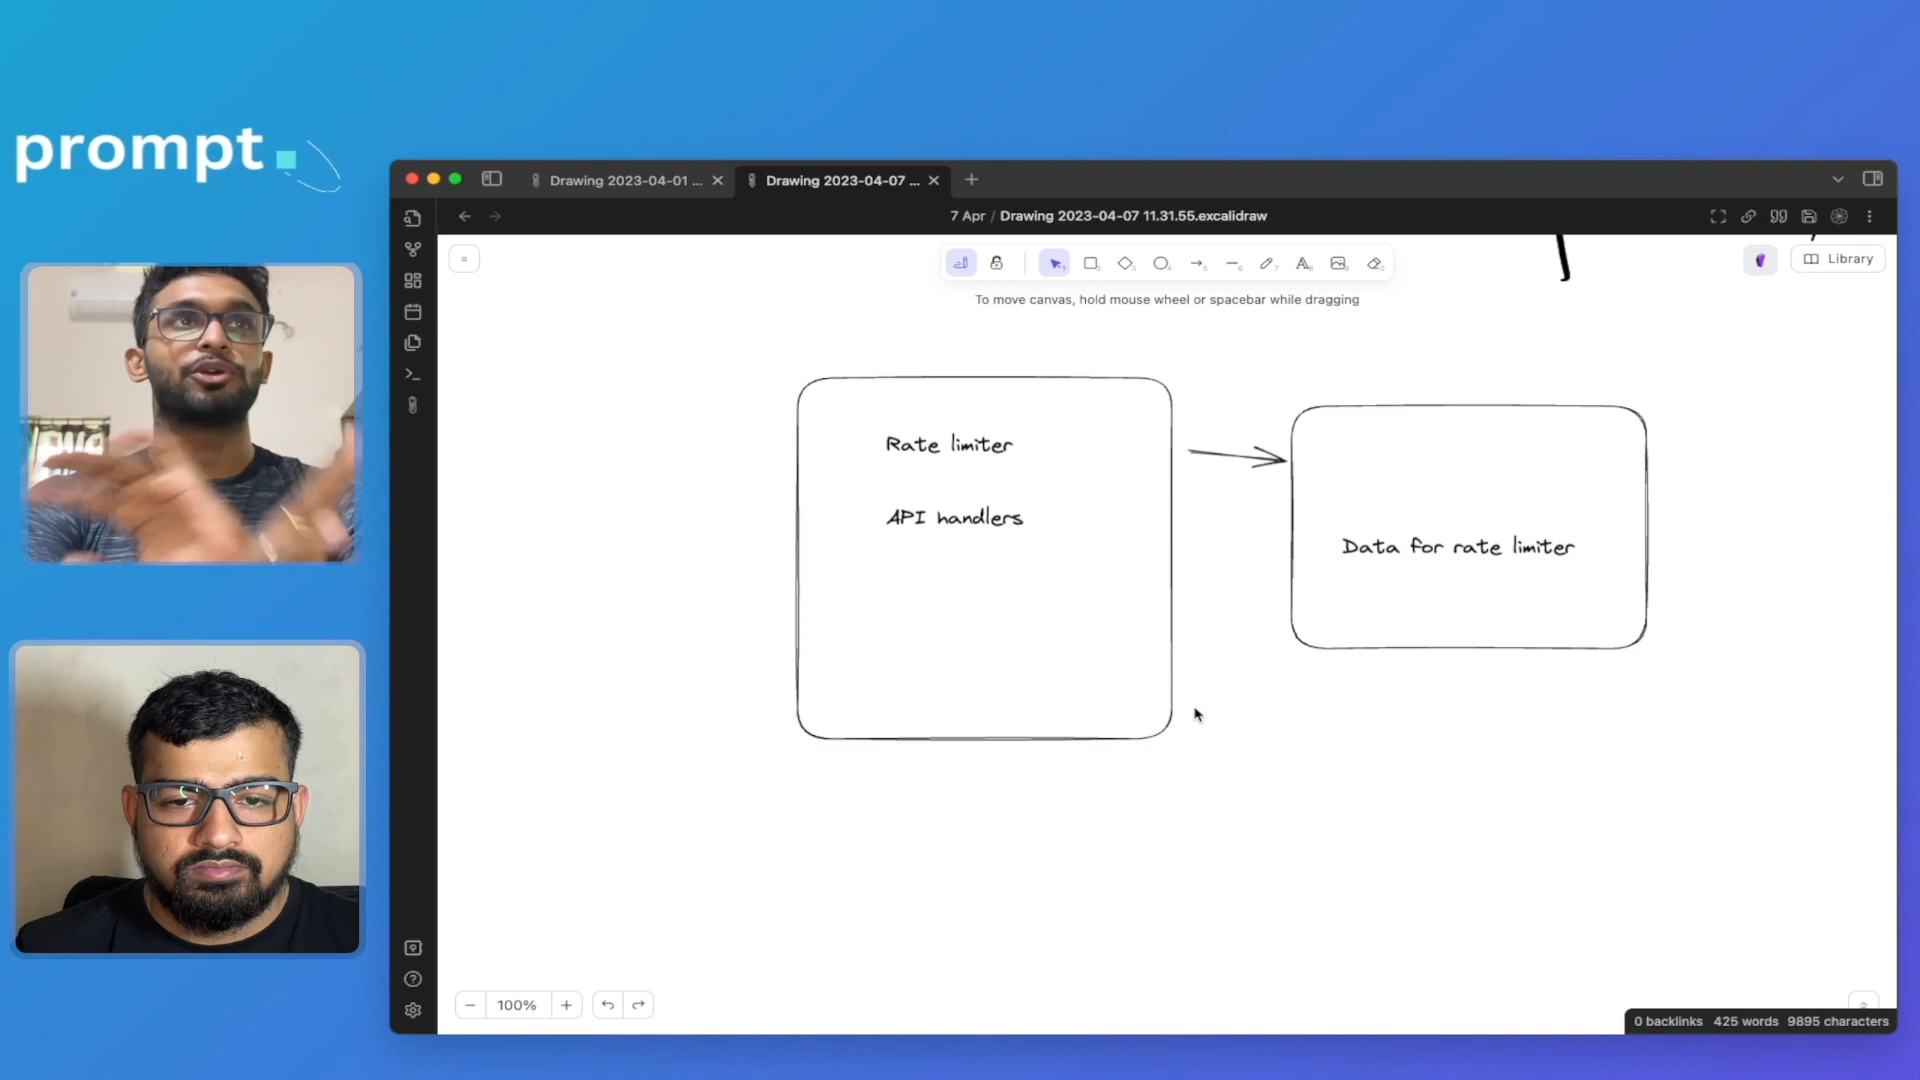 prompt
Drawing 2023-04-01 ...
Drawing 2023-04-07 ...
7 Apr / Drawing 2023-04-07 11.31.55.excalidraw
Library
To move canvas, hold mouse wheel or spacebar while dragging
Rate limiter
API handlers
Data for rate limiter
100%
0 backlinks 425 words 9895 characters